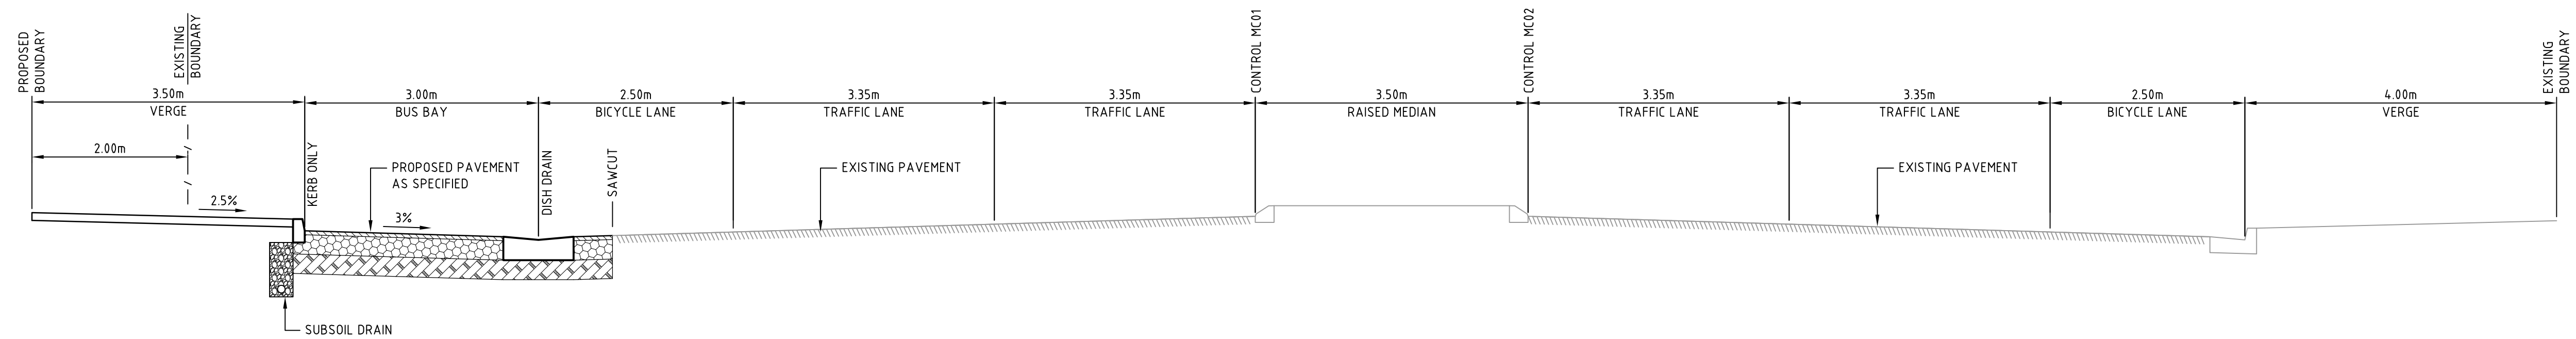 PROPOSED
BOUNDARY
EXISTING
BOUNDARY
CONTROL MC01
CONTROL MC02
EXISTING
BOUNDARY
3.50m
VERGE
3.00m
BUS BAY
2.50m
BICYCLE LANE
3.35m
TRAFFIC LANE
3.35m
TRAFFIC LANE
3.50m
RAISED MEDIAN
3.35m
TRAFFIC LANE
3.35m
TRAFFIC LANE
2.50m
BICYCLE LANE
4.00m
VERGE
2.00m
KERB ONLY
PROPOSED PAVEMENT
AS SPECIFIED
DISH DRAIN
SAWCUT
EXISTING PAVEMENT
EXISTING PAVEMENT
2.5%
3%
SUBSOIL DRAIN